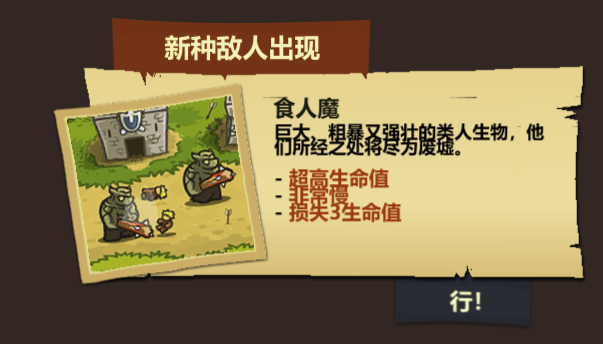 新种敌人出现
食人魔
巨大、粗暴又强壮的类人生物，他
们所经之处将尽为废墟。
- 超高生命值
- 非常慢
- 损失3生命值
行!